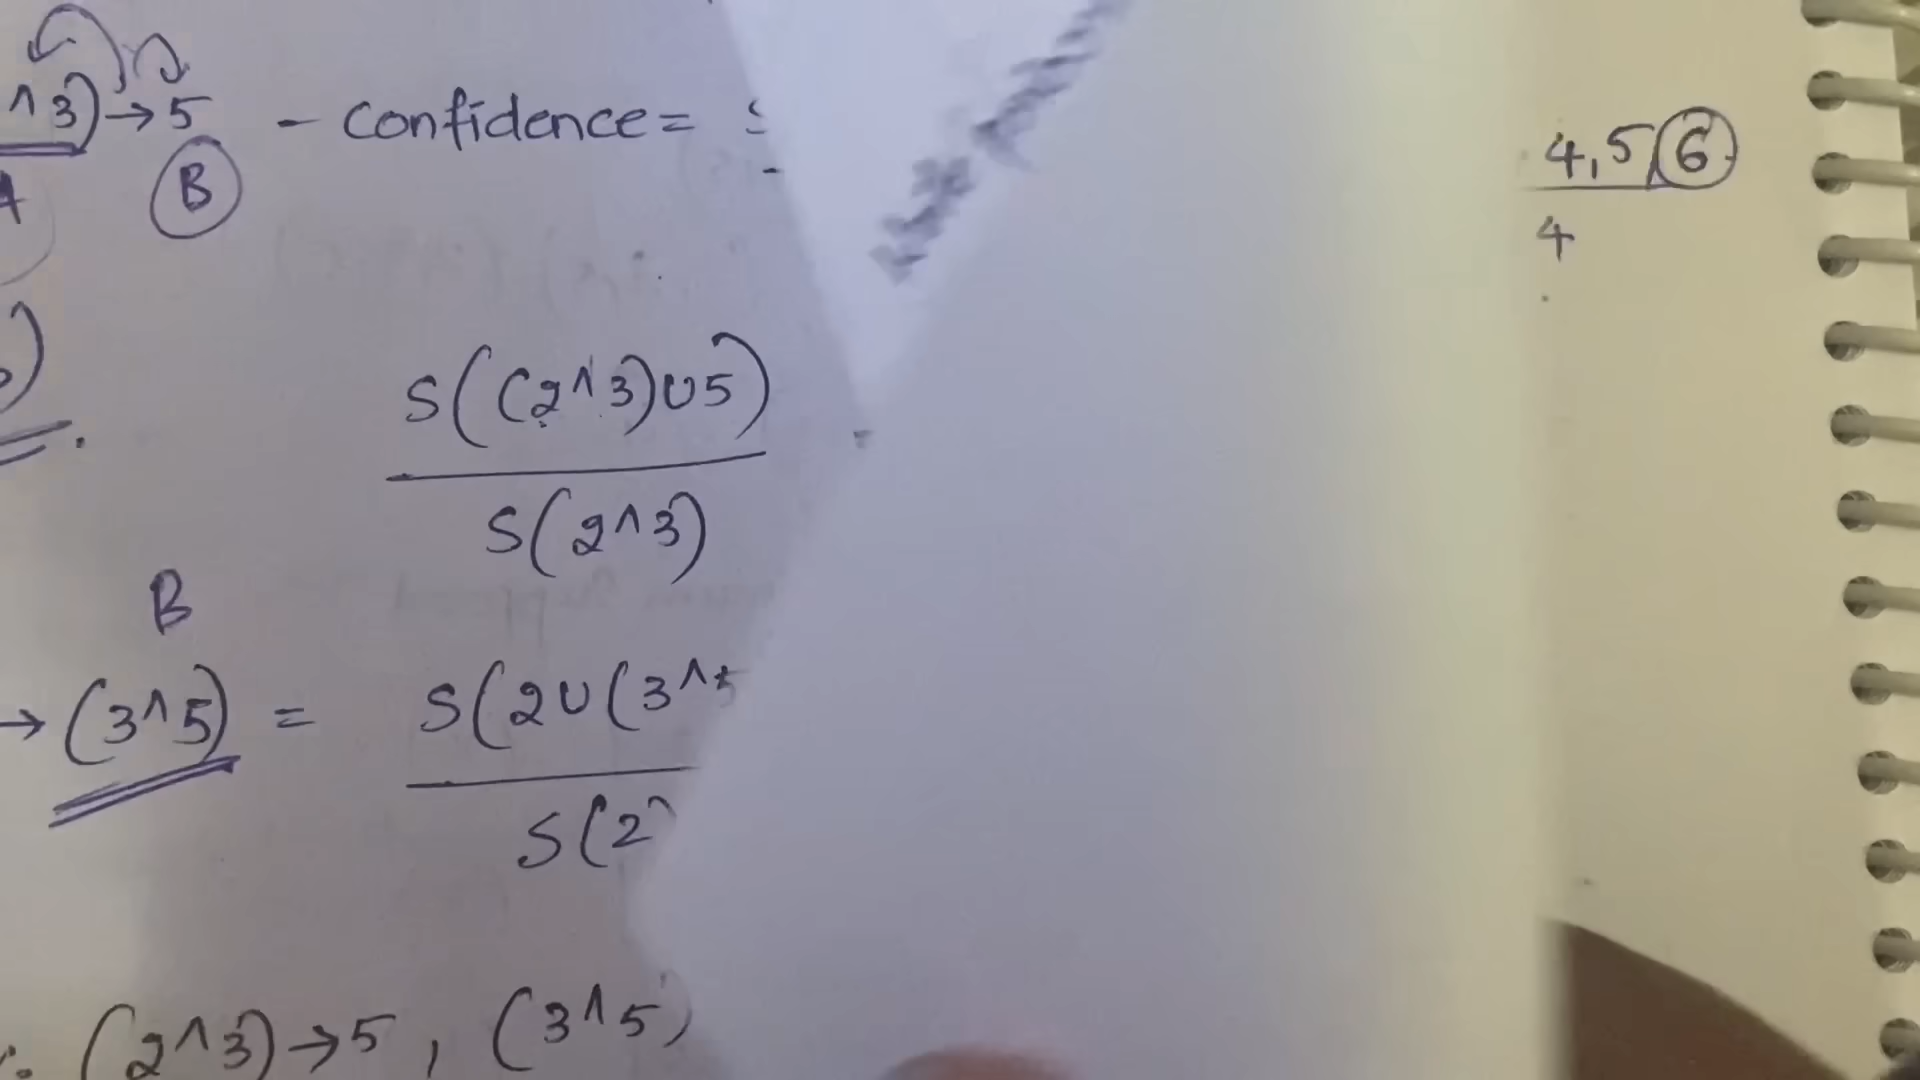 ^3) → 5 - confidence =
B
4,5,6
4
S((2^3)∪5)
S(2^3)
B
→ (3^5) = S(2∪(3^5
S(2
(2^3) → 5, (3^5)